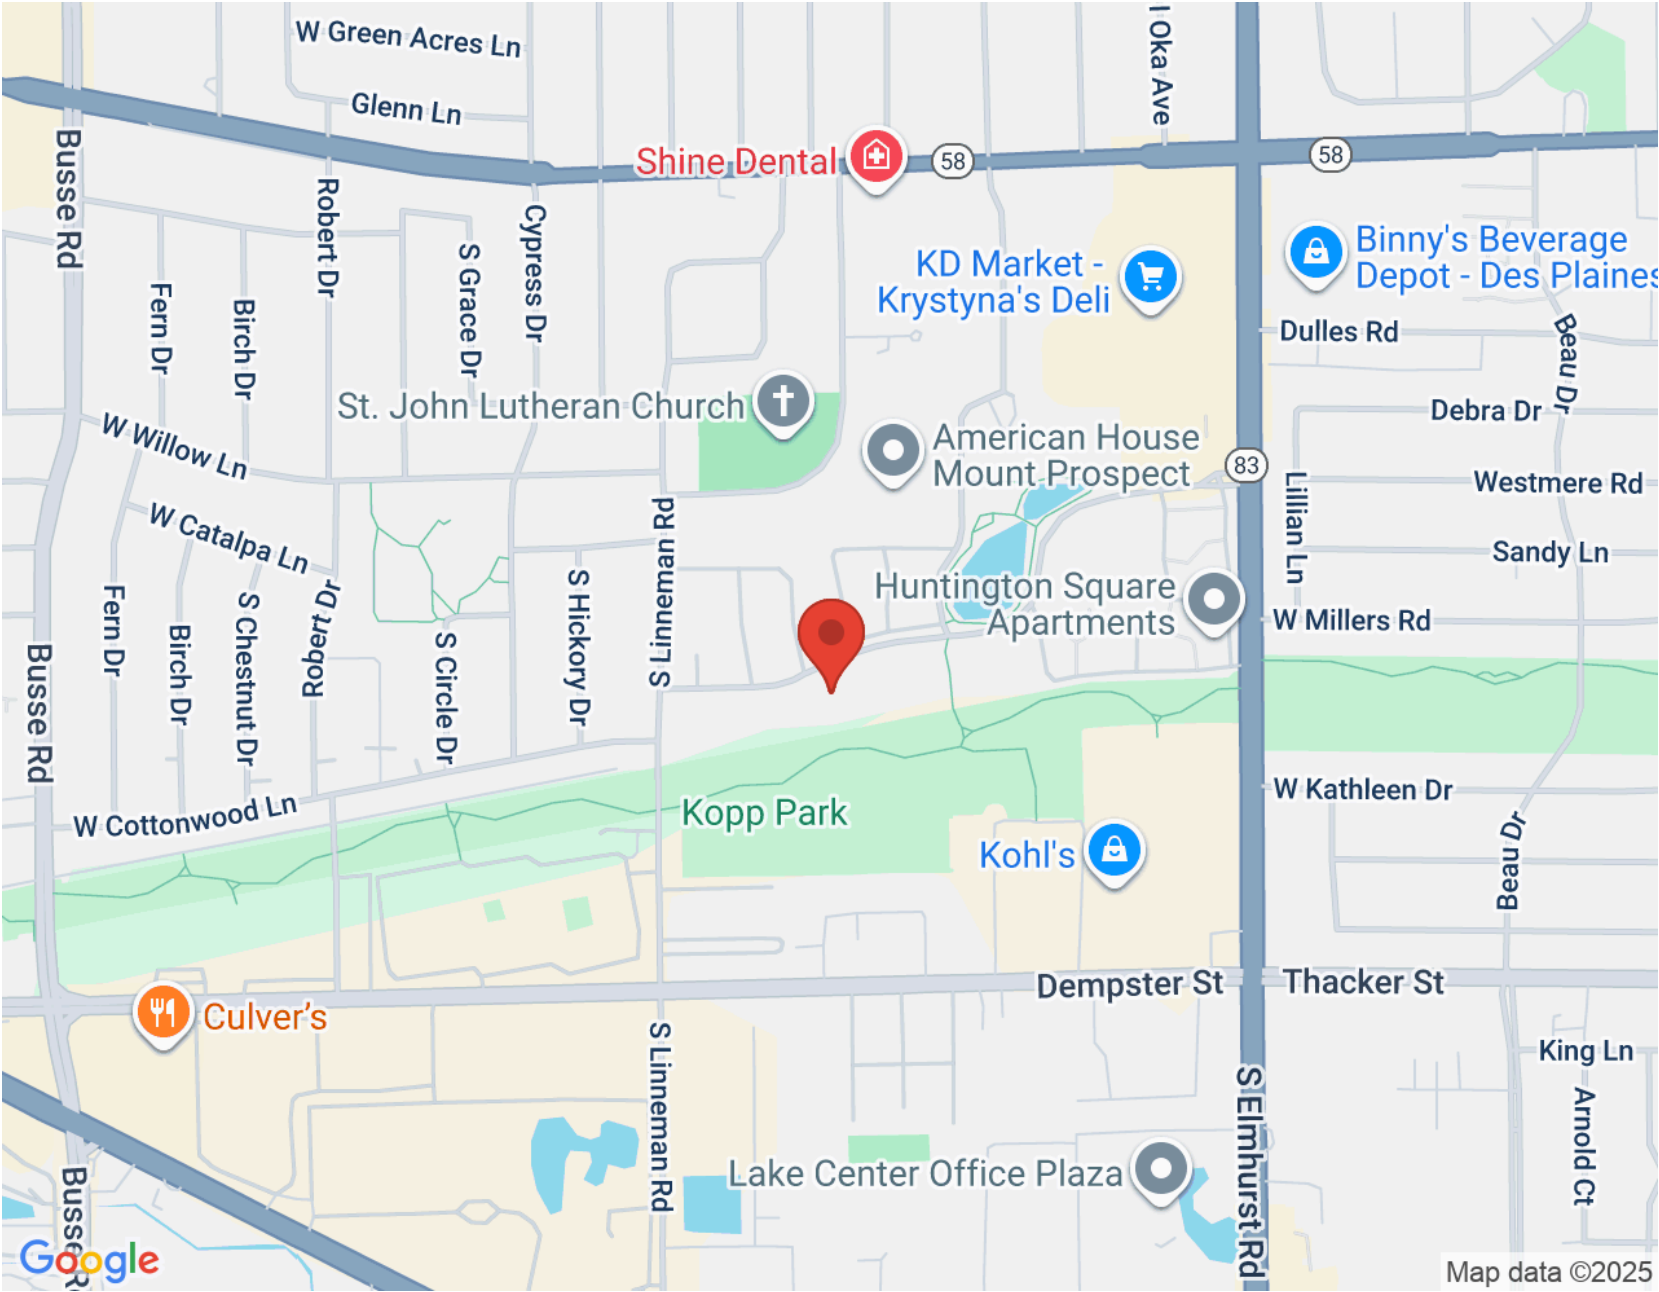 W Green Acres Ln
Glenn Ln
l Oka Ave
Busse Rd
Shine Dental
58
58
Robert Dr
Cypress Dr
S Grace Dr
Fern Dr
Birch Dr
KD Market -
Krystyna's Deli
Binny's Beverage
Depot - Des Plaines
Dulles Rd
Beau Dr
St. John Lutheran Church
Debra Dr
W Willow Ln
American House
Mount Prospect
83
Westmere Rd
Lillian Ln
W Catalpa Ln
S Linneman Rd
Sandy Ln
Fern Dr
Birch Dr
S Chestnut Dr
S Circle Dr
S Hickory Dr
Huntington Square
Apartments
W Millers Rd
Busse Rd
W Cottonwood Ln
Kopp Park
W Kathleen Dr
Kohl's
Beau Dr
Dempster St
Thacker St
Culver's
S Linneman Rd
King Ln
S Elmhurst Rd
Arnold Ct
Lake Center Office Plaza
Busse R
Google
Map data ©2025